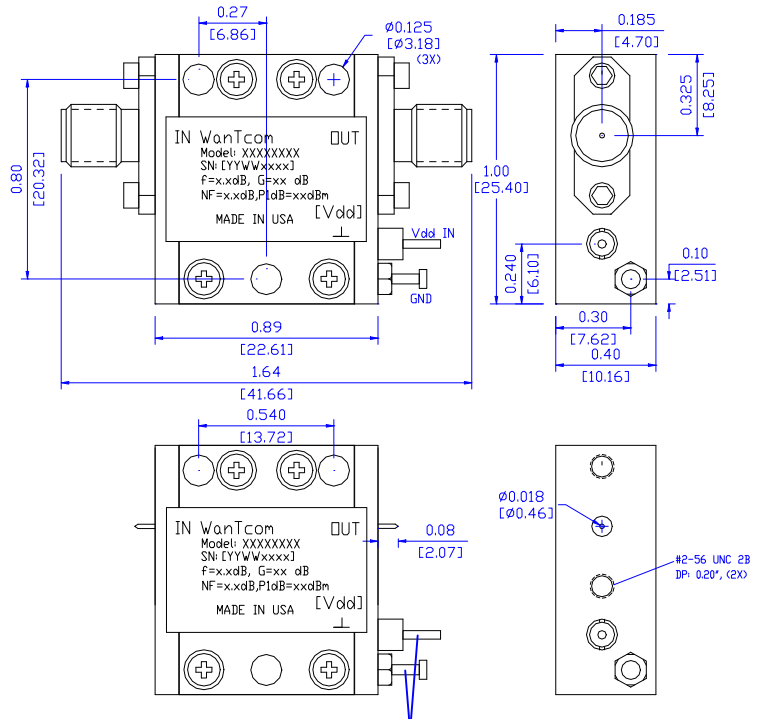 0.27
[6.86]
Ø0.125
[Ø3.18]
(3X)
0.185
[4.70]
0.325
[8.25]
0.80
[20.32]
IN WanTcom OUT
Model: XXXXXXXX
SN: [YYWWxxxx]
f=x.xdB, G=xx dB
NF=x.xdB,P1dB=xxdBm
MADE IN USA [Vdd]
Vdd IN
GND
1.00
[25.40]
0.240
[6.10]
0.10
[2.51]
0.89
[22.61]
1.64
[41.66]
0.30
[7.62]
0.40
[10.16]
0.540
[13.72]
IN WanTcom OUT
Model: XXXXXXXX
SN: [YYWWxxxx]
f=x.xdB, G=xx dB
NF=x.xdB,P1dB=xxdBm
MADE IN USA [Vdd]
0.08
[2.07]
Ø0.018
[Ø0.46]
#2-56 UNC 2B
DP: 0.20", (2X)